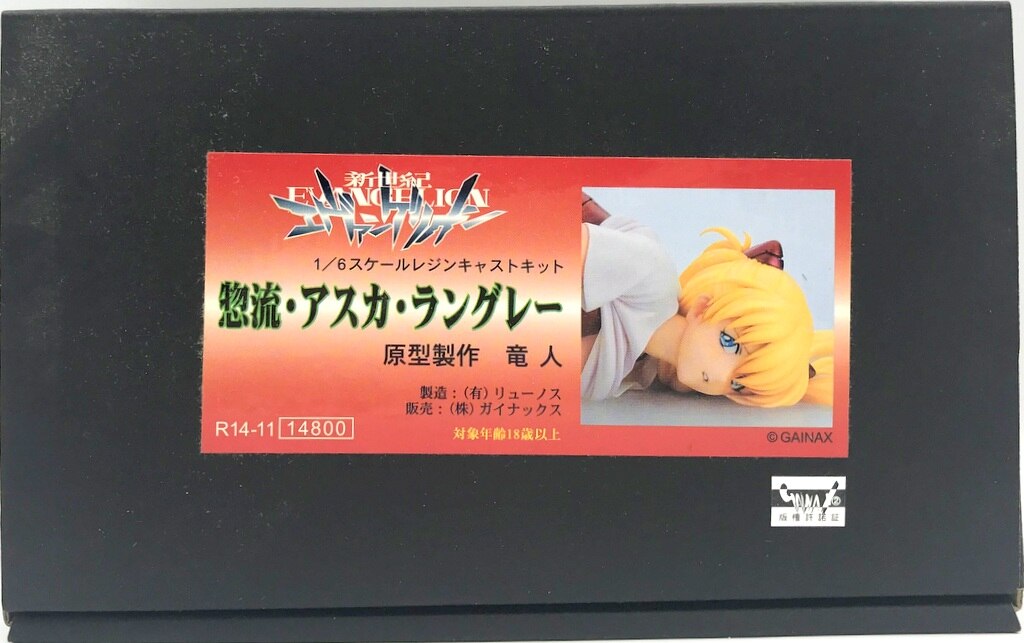 新世紀
EVANGELION
エヴァンゲリオン
1/6スケールレジンキャストキット
惣流・アスカ・ラングレー
原型製作 竜人
製造:(有)リューノス
販売:(株)ガイナックス
R14-11 14800
対象年齢18歳以上
©GAINAX
版権許諾証